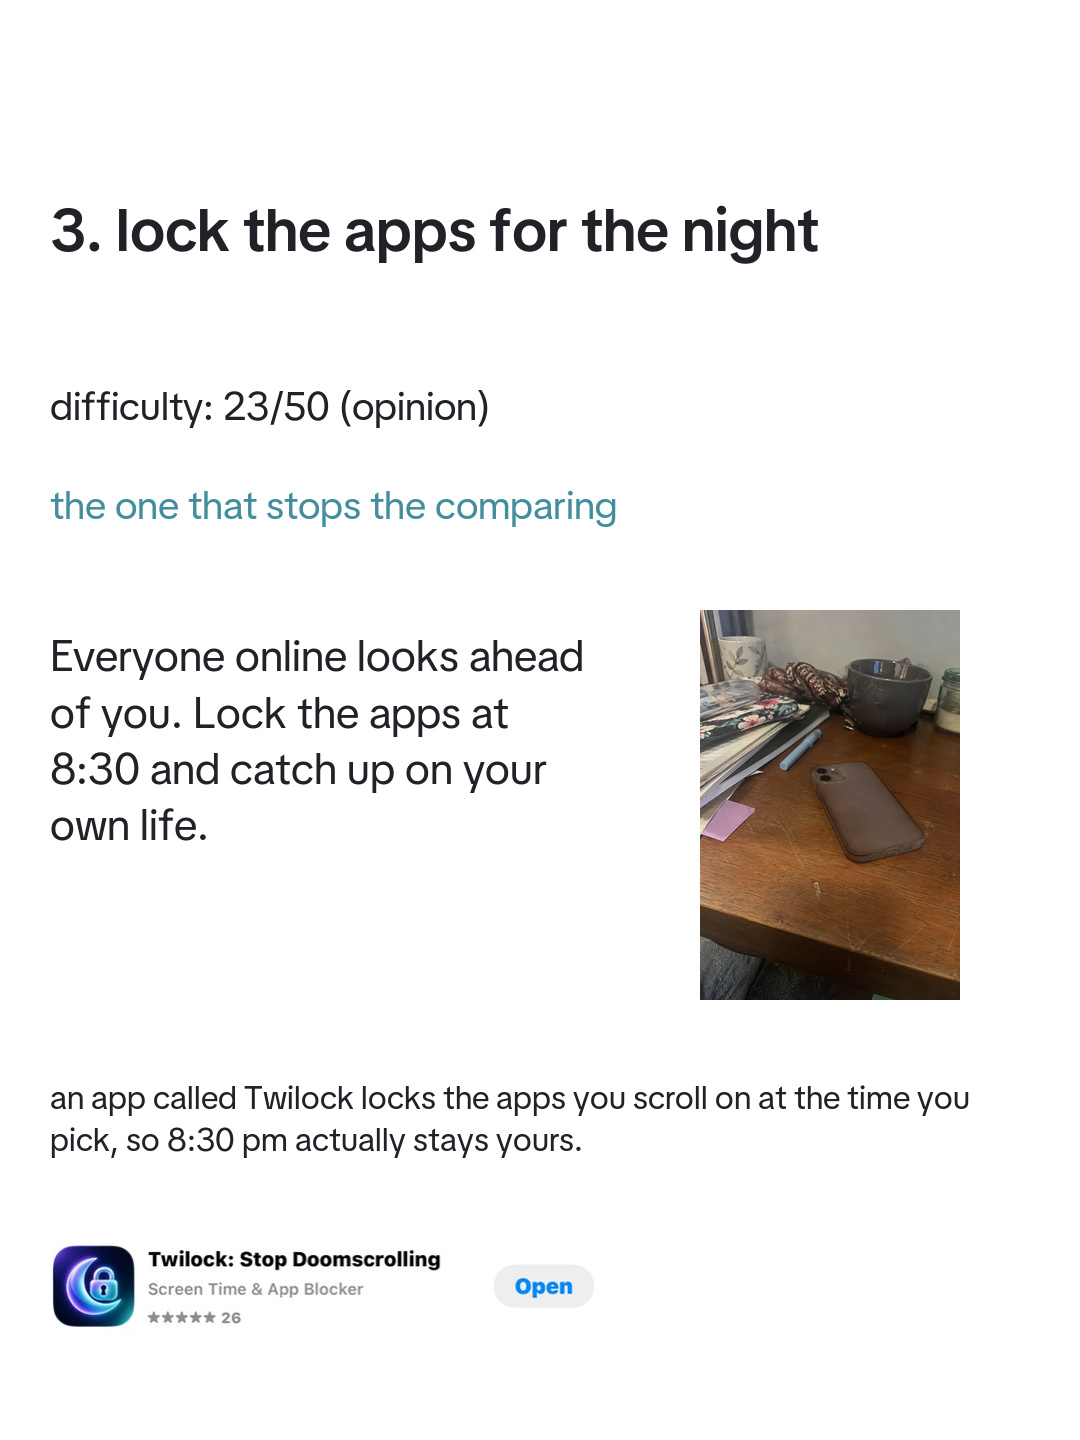 3. lock the apps for the night
difficulty: 23/50 (opinion)
the one that stops the comparing
Everyone online looks ahead
of you. Lock the apps at
8:30 and catch up on your
own life.
an app called Twilock locks the apps you scroll on at the time you
pick, so 8:30 pm actually stays yours.
Twilock: Stop Doomscrolling
Screen Time & App Blocker
★★★★★ 26
Open